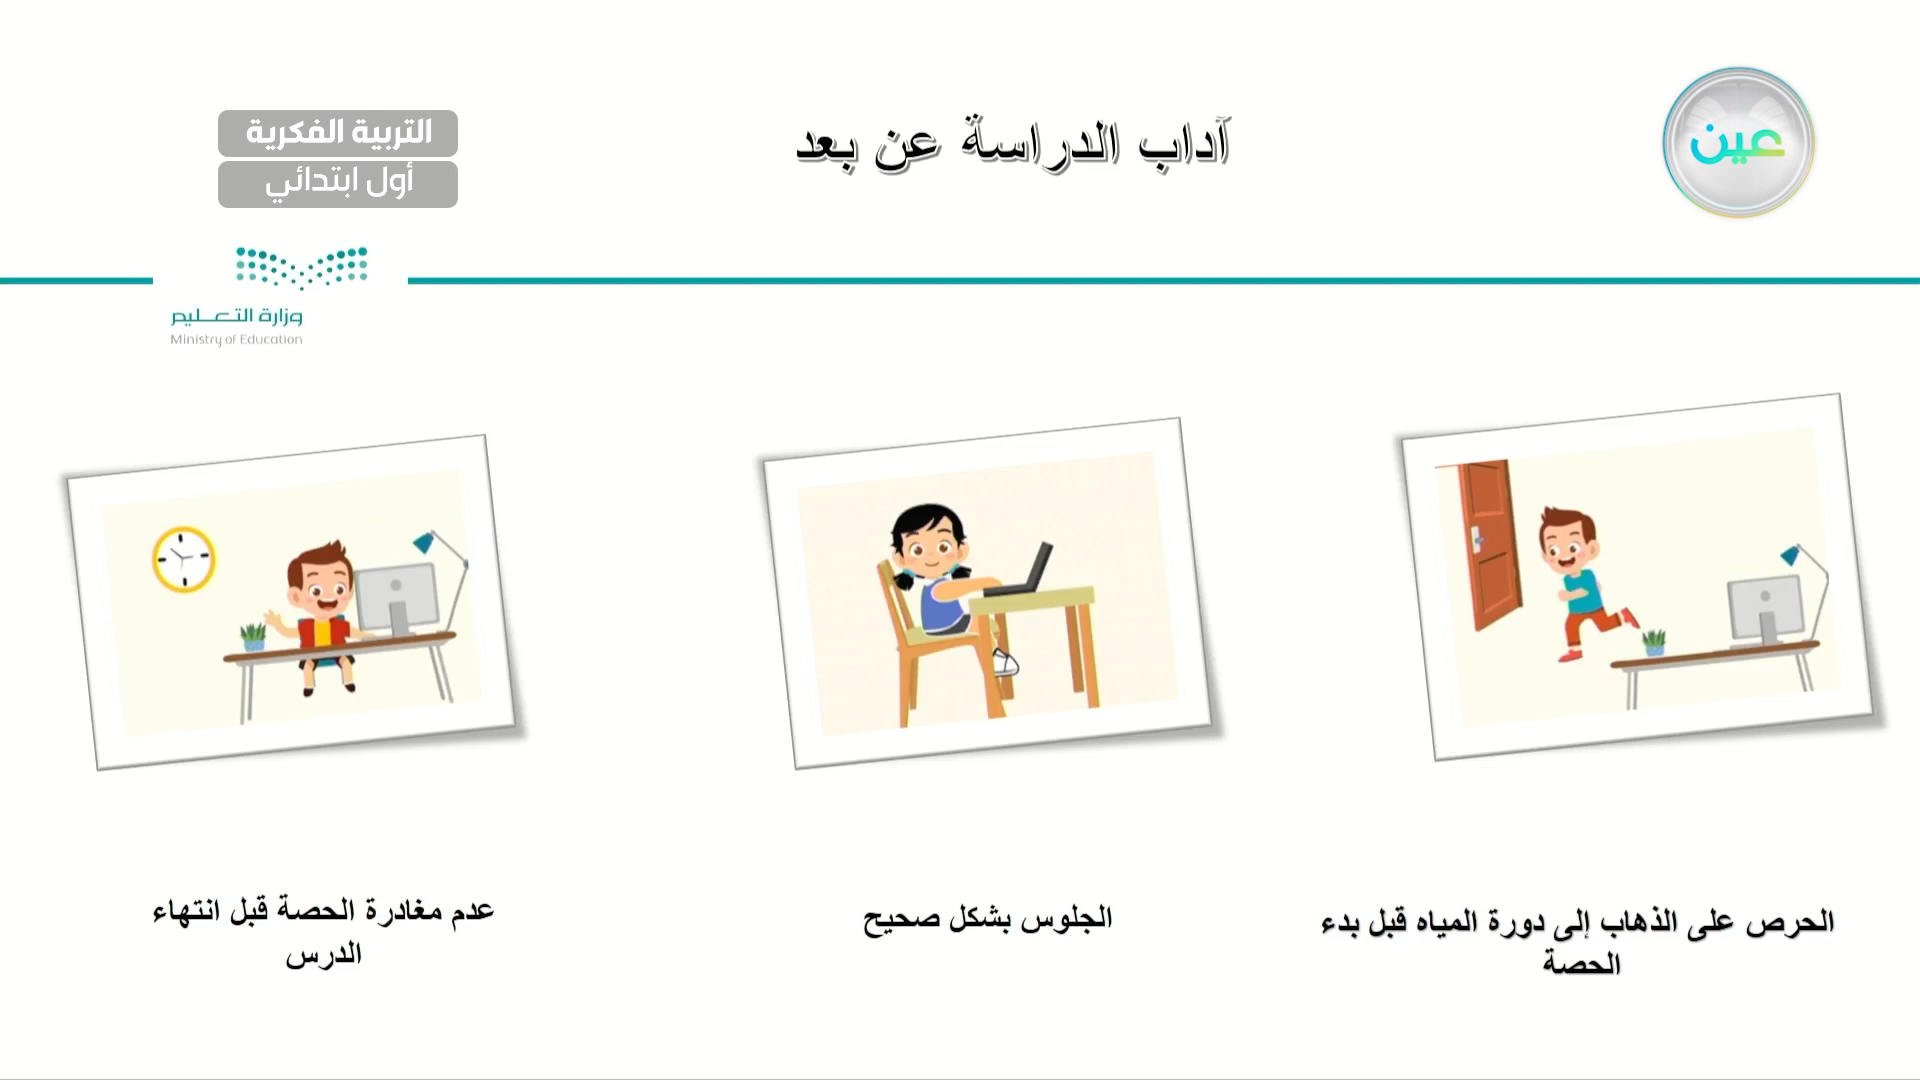 عين
آداب الدراسة عن بعد
التربية الفكرية
أول ابتدائي
وزارة التعليم
Ministry of Education
الحرص على الذهاب إلى دورة المياه قبل بدء
الحصة
الجلوس بشكل صحيح
عدم مغادرة الحصة قبل انتهاء
الدرس